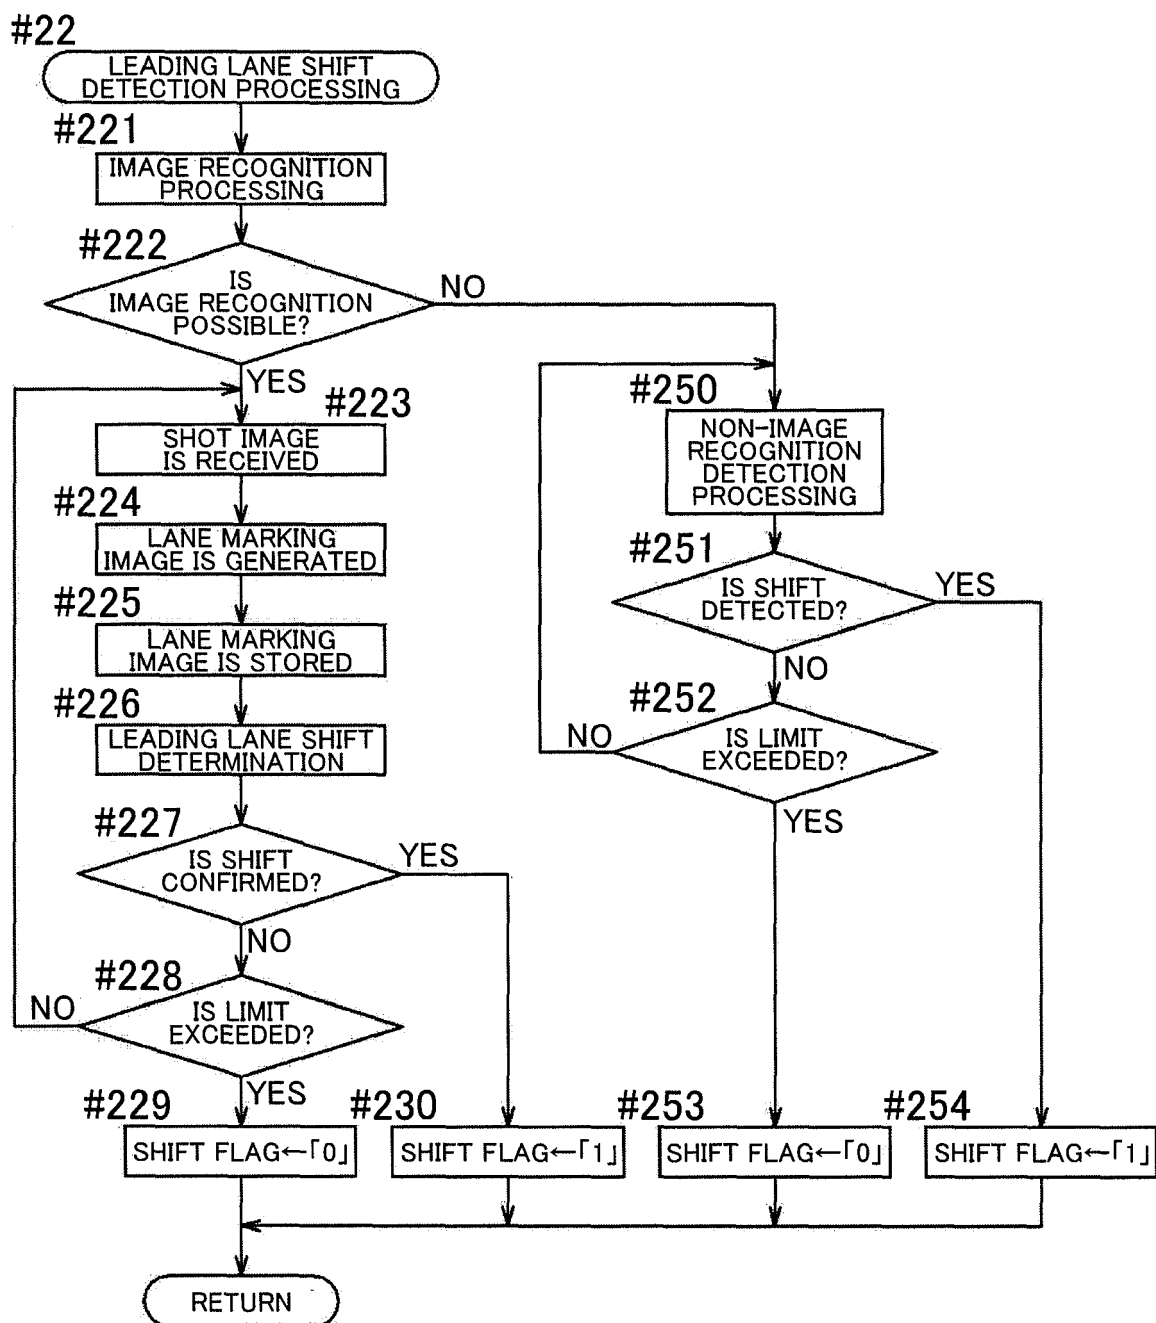 #22
LEADING LANE SHIFT
DETECTION PROCESSING
#221
IMAGE RECOGNITION
PROCESSING
#222
IS
IMAGE RECOGNITION
POSSIBLE?
NO
YES
#223
SHOT IMAGE
IS RECEIVED
#224
LANE MARKING
IMAGE IS GENERATED
#225
LANE MARKING
IMAGE IS STORED
#226
LEADING LANE SHIFT
DETERMINATION
#227
IS SHIFT
CONFIRMED?
YES
NO
#228
IS LIMIT
EXCEEDED?
NO
YES
#229
SHIFT FLAG←「0」
#230
SHIFT FLAG←「1」
#250
NON-IMAGE
RECOGNITION
DETECTION
PROCESSING
#251
IS SHIFT
DETECTED?
YES
NO
#252
IS LIMIT
EXCEEDED?
NO
YES
#253
SHIFT FLAG←「0」
#254
SHIFT FLAG←「1」
RETURN